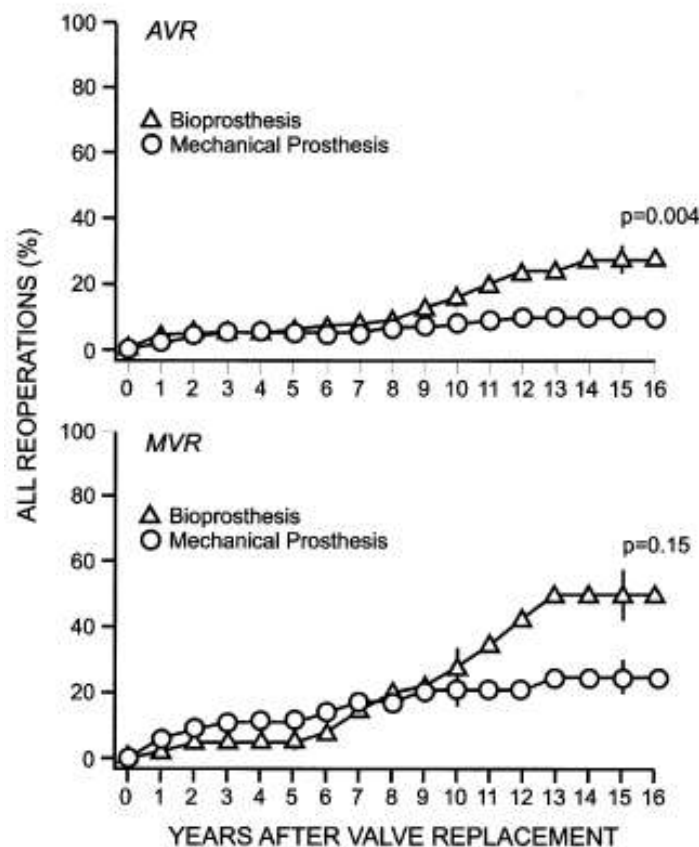 ALL REOPERATIONS (%)
AVR
100
80
60
40
20
0
Bioprosthesis
Mechanical Prosthesis
p=0.004
0 1 2 3 4 5 6 7 8 9 10 11 12 13 14 15 16
MVR
100
80
60
40
20
0
Bioprosthesis
Mechanical Prosthesis
p=0.15
0 1 2 3 4 5 6 7 8 9 10 11 12 13 14 15 16
YEARS AFTER VALVE REPLACEMENT